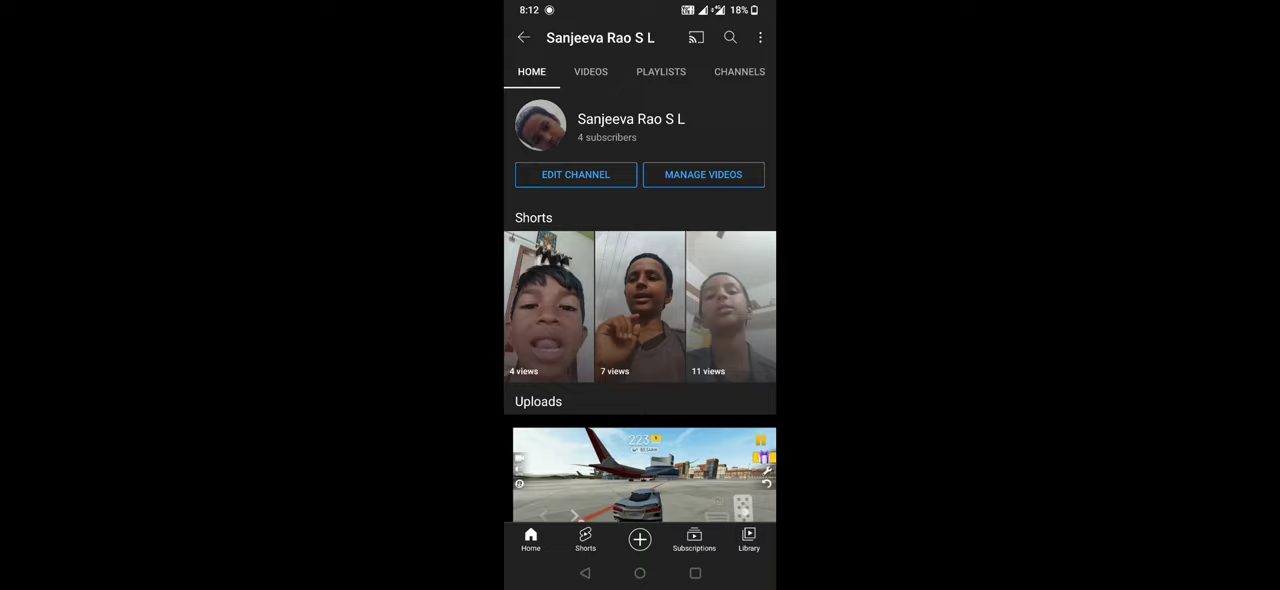 8:12 18%
Sanjeeva Rao S L
HOME VIDEOS PLAYLISTS CHANNELS
Sanjeeva Rao S L
4 subscribers
EDIT CHANNEL MANAGE VIDEOS
Shorts
4 views 7 views 11 views
Uploads
223
Home Shorts Subscriptions Library